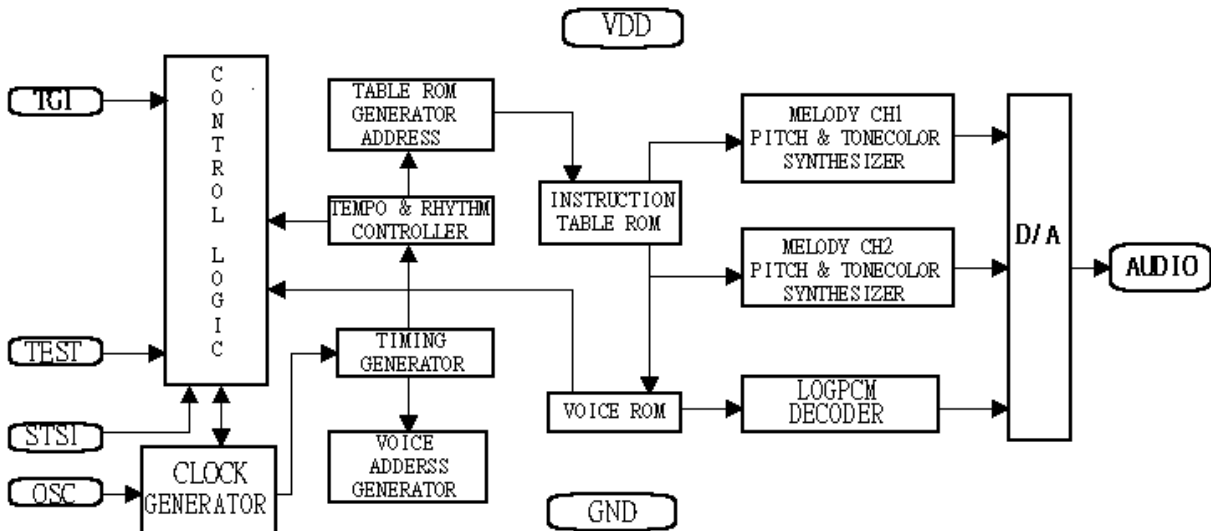 VDD
TGI
CONTROL LOGIC
TABLE ROM
GENERATOR
ADDRESS
MELODY CH1
PITCH & TONECOLOR
SYNTHESIZER
TEMPO & RHYTHM
CONTROLLER
INSTRUCTION
TABLE ROM
D/A
MELODY CH2
PITCH & TONECOLOR
SYNTHESIZER
AUDIO
TEST
TIMING
GENERATOR
VOICE ROM
LOGPCM
DECODER
STSI
CLOCK
GENERATOR
VOICE
ADDERSS
GENERATOR
OSC
GND